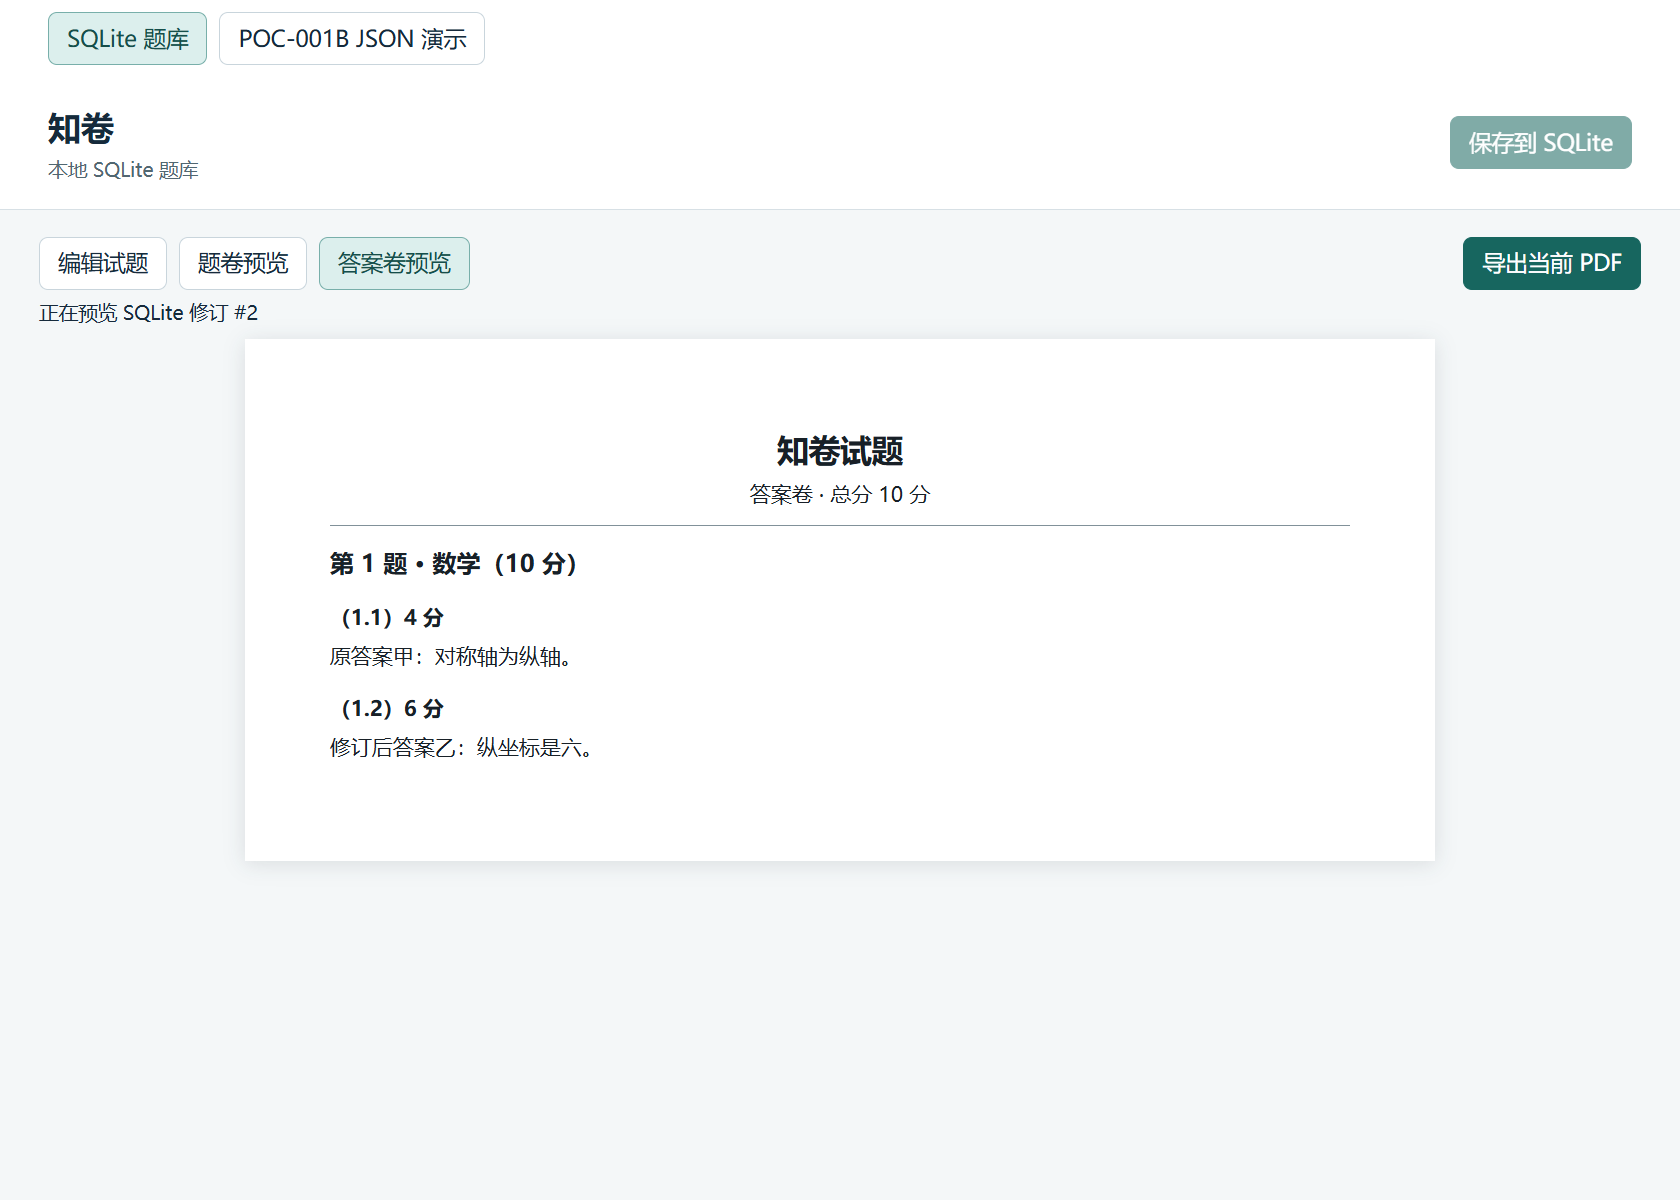 SQLite 题库
POC-001B JSON 演示
知卷
本地 SQLite 题库
保存到 SQLite
编辑试题
题卷预览
答案卷预览
导出当前 PDF
正在预览 SQLite 修订 #2
知卷试题
答案卷 · 总分 10 分
第 1 题 · 数学（10 分）
（1.1）4 分
原答案甲：对称轴为纵轴。
（1.2）6 分
修订后答案乙：纵坐标是六。